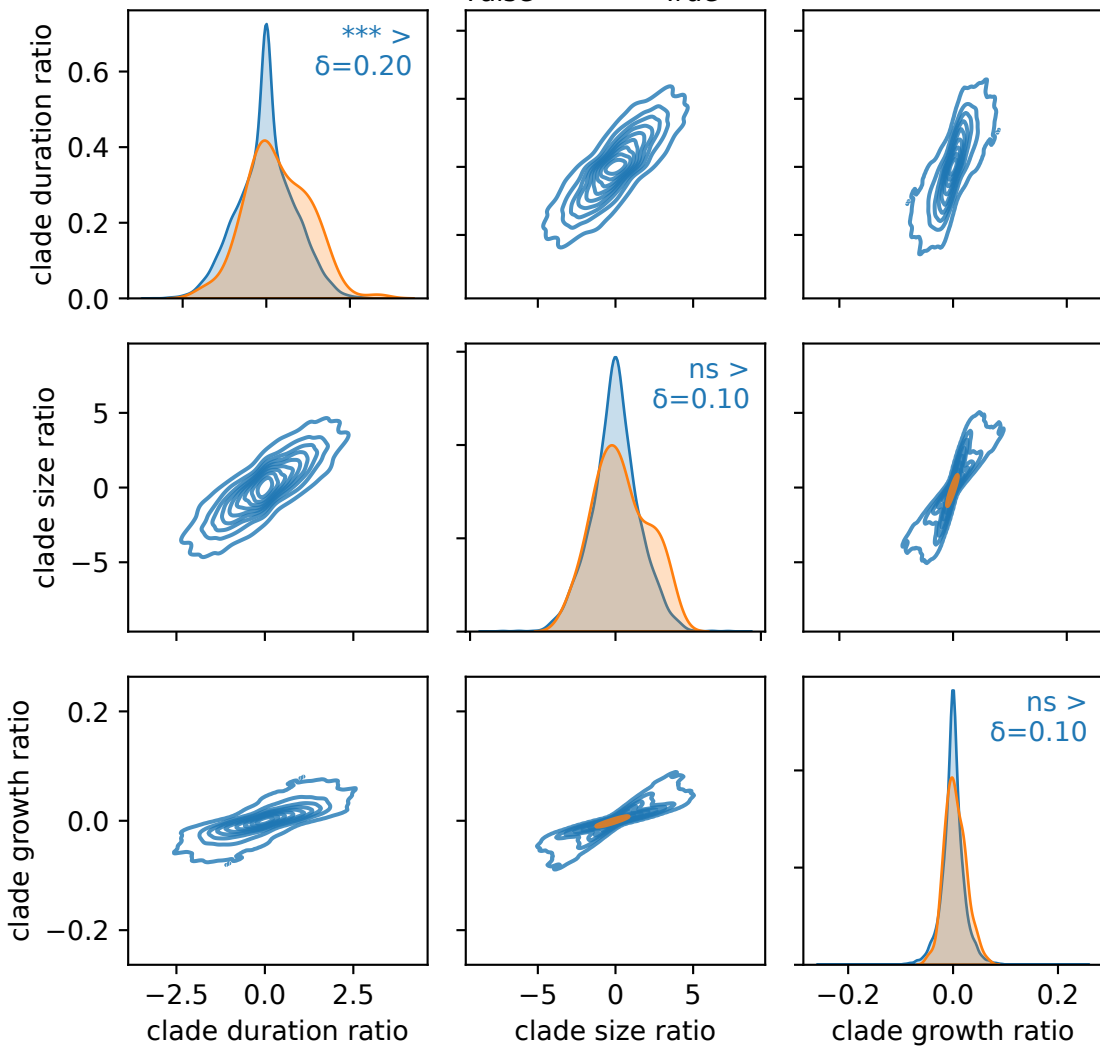 False True
clade duration ratio
0.6
0.4
0.2
0.0
*** >
δ=0.20
clade size ratio
5
0
−5
ns >
δ=0.10
clade growth ratio
0.2
0.0
−0.2
ns >
δ=0.10
−2.5 0.0 2.5
clade duration ratio
−5 0 5
clade size ratio
−0.2 0.0 0.2
clade growth ratio